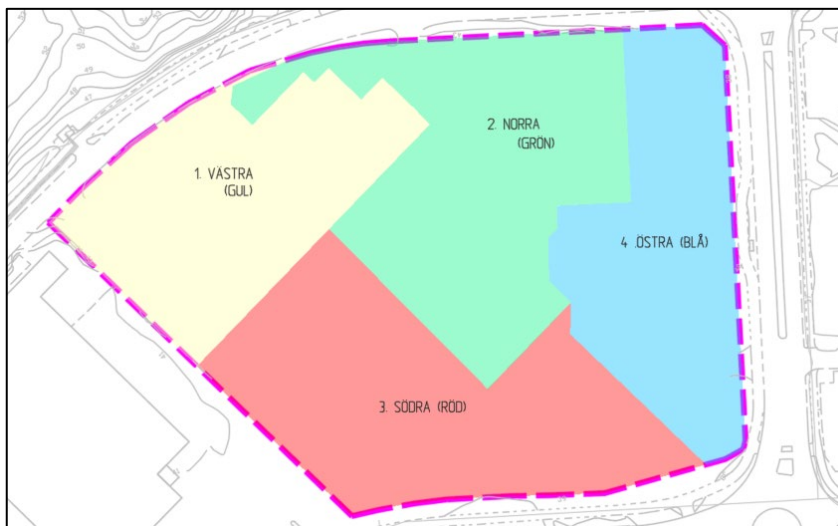 1. VÄSTRA
(GUL)
2. NORRA
(GRÖN)
4 .ÖSTRA (BLÅ)
3. SÖDRA (RÖD)